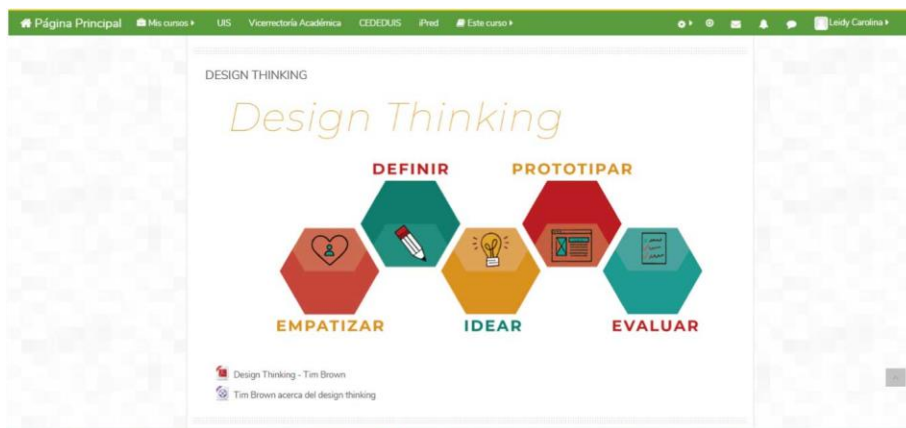 Página Principal Mis cursos UIS Vicerrectoría Académica CEDEDUIS iPred Este curso Leidy Carolina
DESIGN THINKING
Design Thinking
DEFINIR PROTOTIPAR
EMPATIZAR IDEAR EVALUAR
Design Thinking - Tim Brown
Tim Brown acerca del design thinking